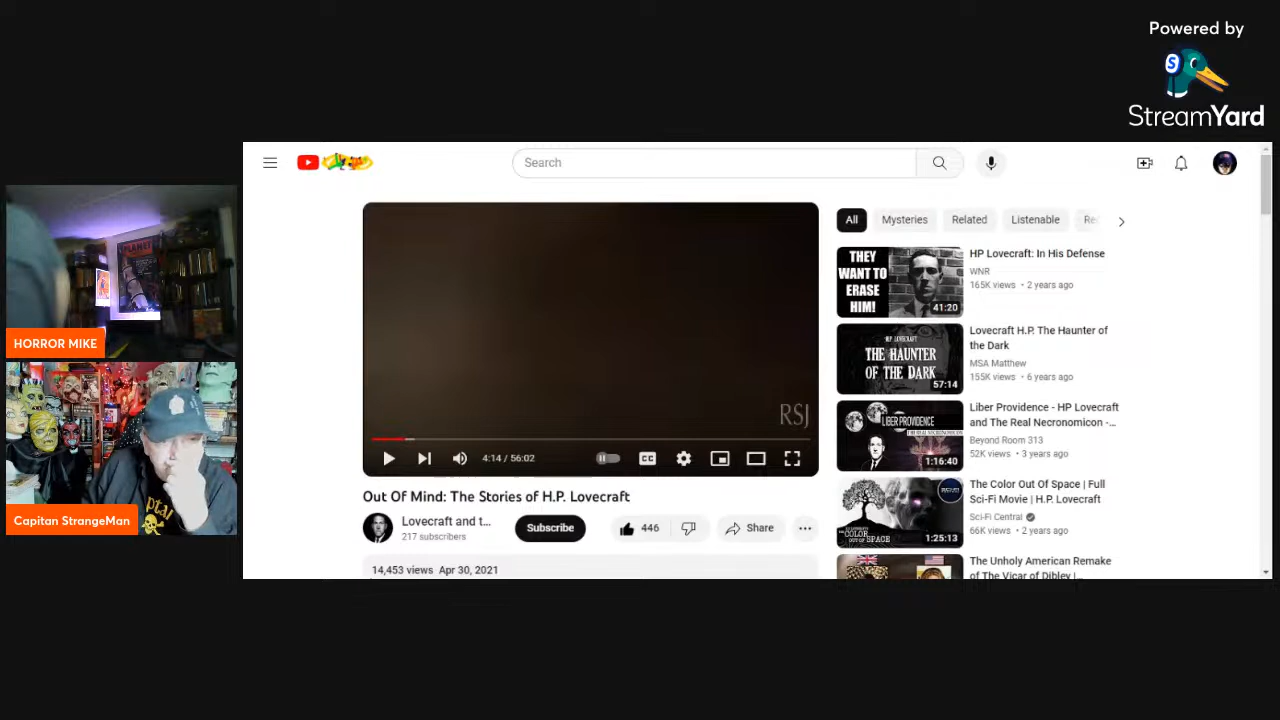 Powered by
StreamYard
Search
HORROR MIKE
Capitan StrangeMan
RSJ
4:14 / 56:02
CC
Out Of Mind: The Stories of H.P. Lovecraft
Lovecraft and t...
217 subscribers
Subscribe
446
Share
14,453 views Apr 30, 2021
All
Mysteries
Related
Listenable
THEY
WANT TO
ERASE
HIM!
41:20
HP Lovecraft: In His Defense
WNR
165K views • 2 years ago
H.P. LOVECRAFT
THE HAUNTER
OF THE DARK
57:14
Lovecraft H.P. The Haunter of
the Dark
MSA Matthew
155K views • 6 years ago
LIBER PROVIDENCE
1:16:40
Liber Providence - HP Lovecraft
and The Real Necronomicon -...
Beyond Room 313
52K views • 3 years ago
COLOR
OUT OF SPACE
1:25:13
The Color Out Of Space | Full
Sci-Fi Movie | H.P. Lovecraft
Sci-Fi Central
66K views • 2 years ago
The Unholy American Remake
of The Vicar of Dibley |...